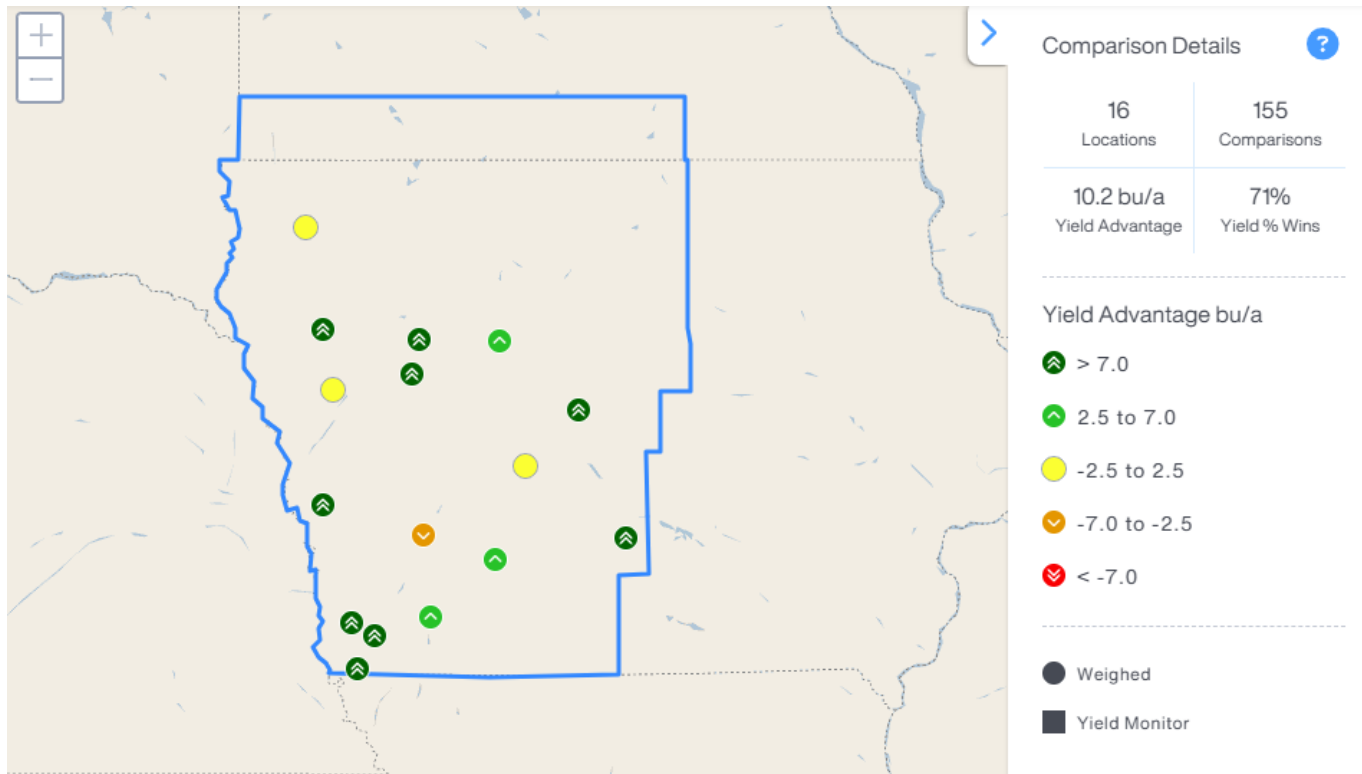 +
−
Comparison Details
?
16
Locations
155
Comparisons
10.2 bu/a
Yield Advantage
71%
Yield % Wins
Yield Advantage bu/a
> 7.0
2.5 to 7.0
-2.5 to 2.5
-7.0 to -2.5
< -7.0
Weighed
Yield Monitor